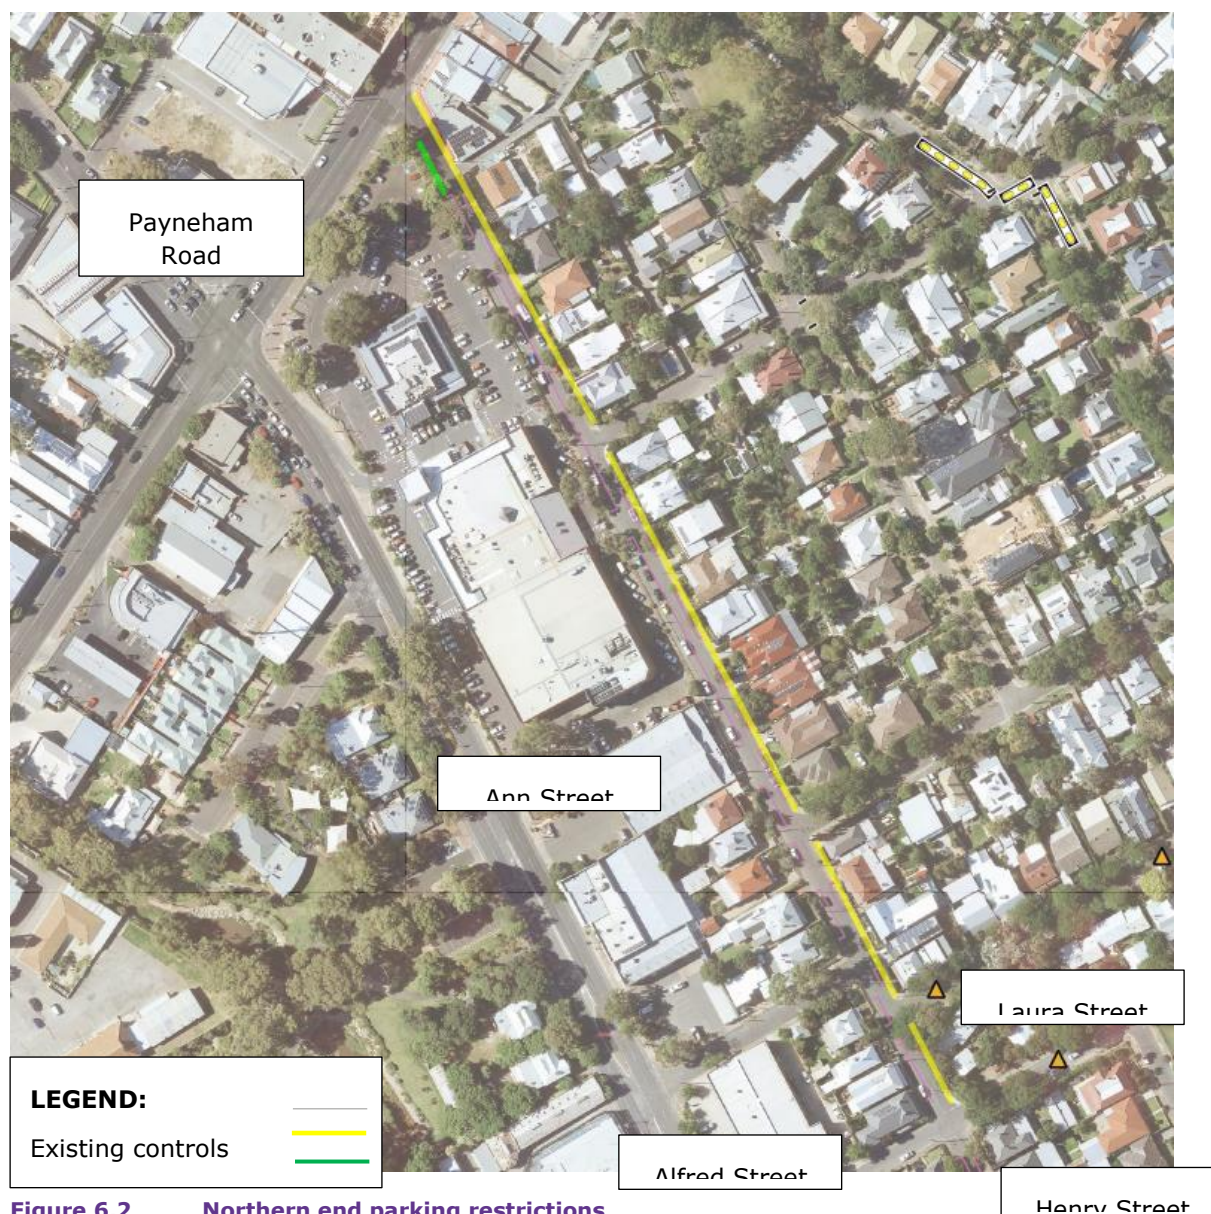 Payneham
Road
Ann Street
Laura Street
LEGEND:
Existing controls
Alfred Street
Henry Street
Figure 6.2 Northern end parking restrictions